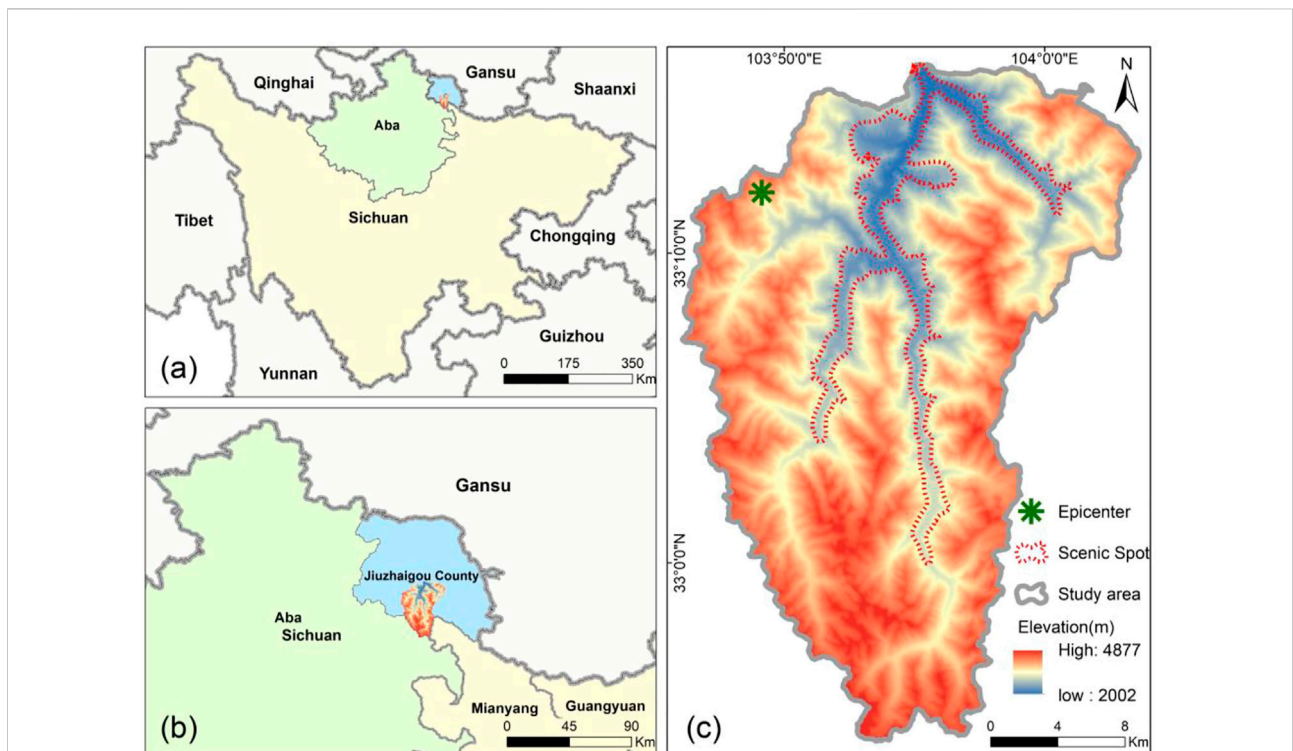 Qinghai
Gansu
Shaanxi
Aba
Tibet
Sichuan
Chongqing
Guizhou
Yunnan
0 175 350
Km
(a)
Gansu
Jiuzhaigou County
Aba
Sichuan
Mianyang
Guangyuan
0 45 90
Km
(b)
103°50'0"E
104°0'0"E
N
33°10'0"N
33°0'0"N
Epicenter
Scenic Spot
Study area
Elevation(m)
High: 4877
low : 2002
0 4 8
Km
(c)